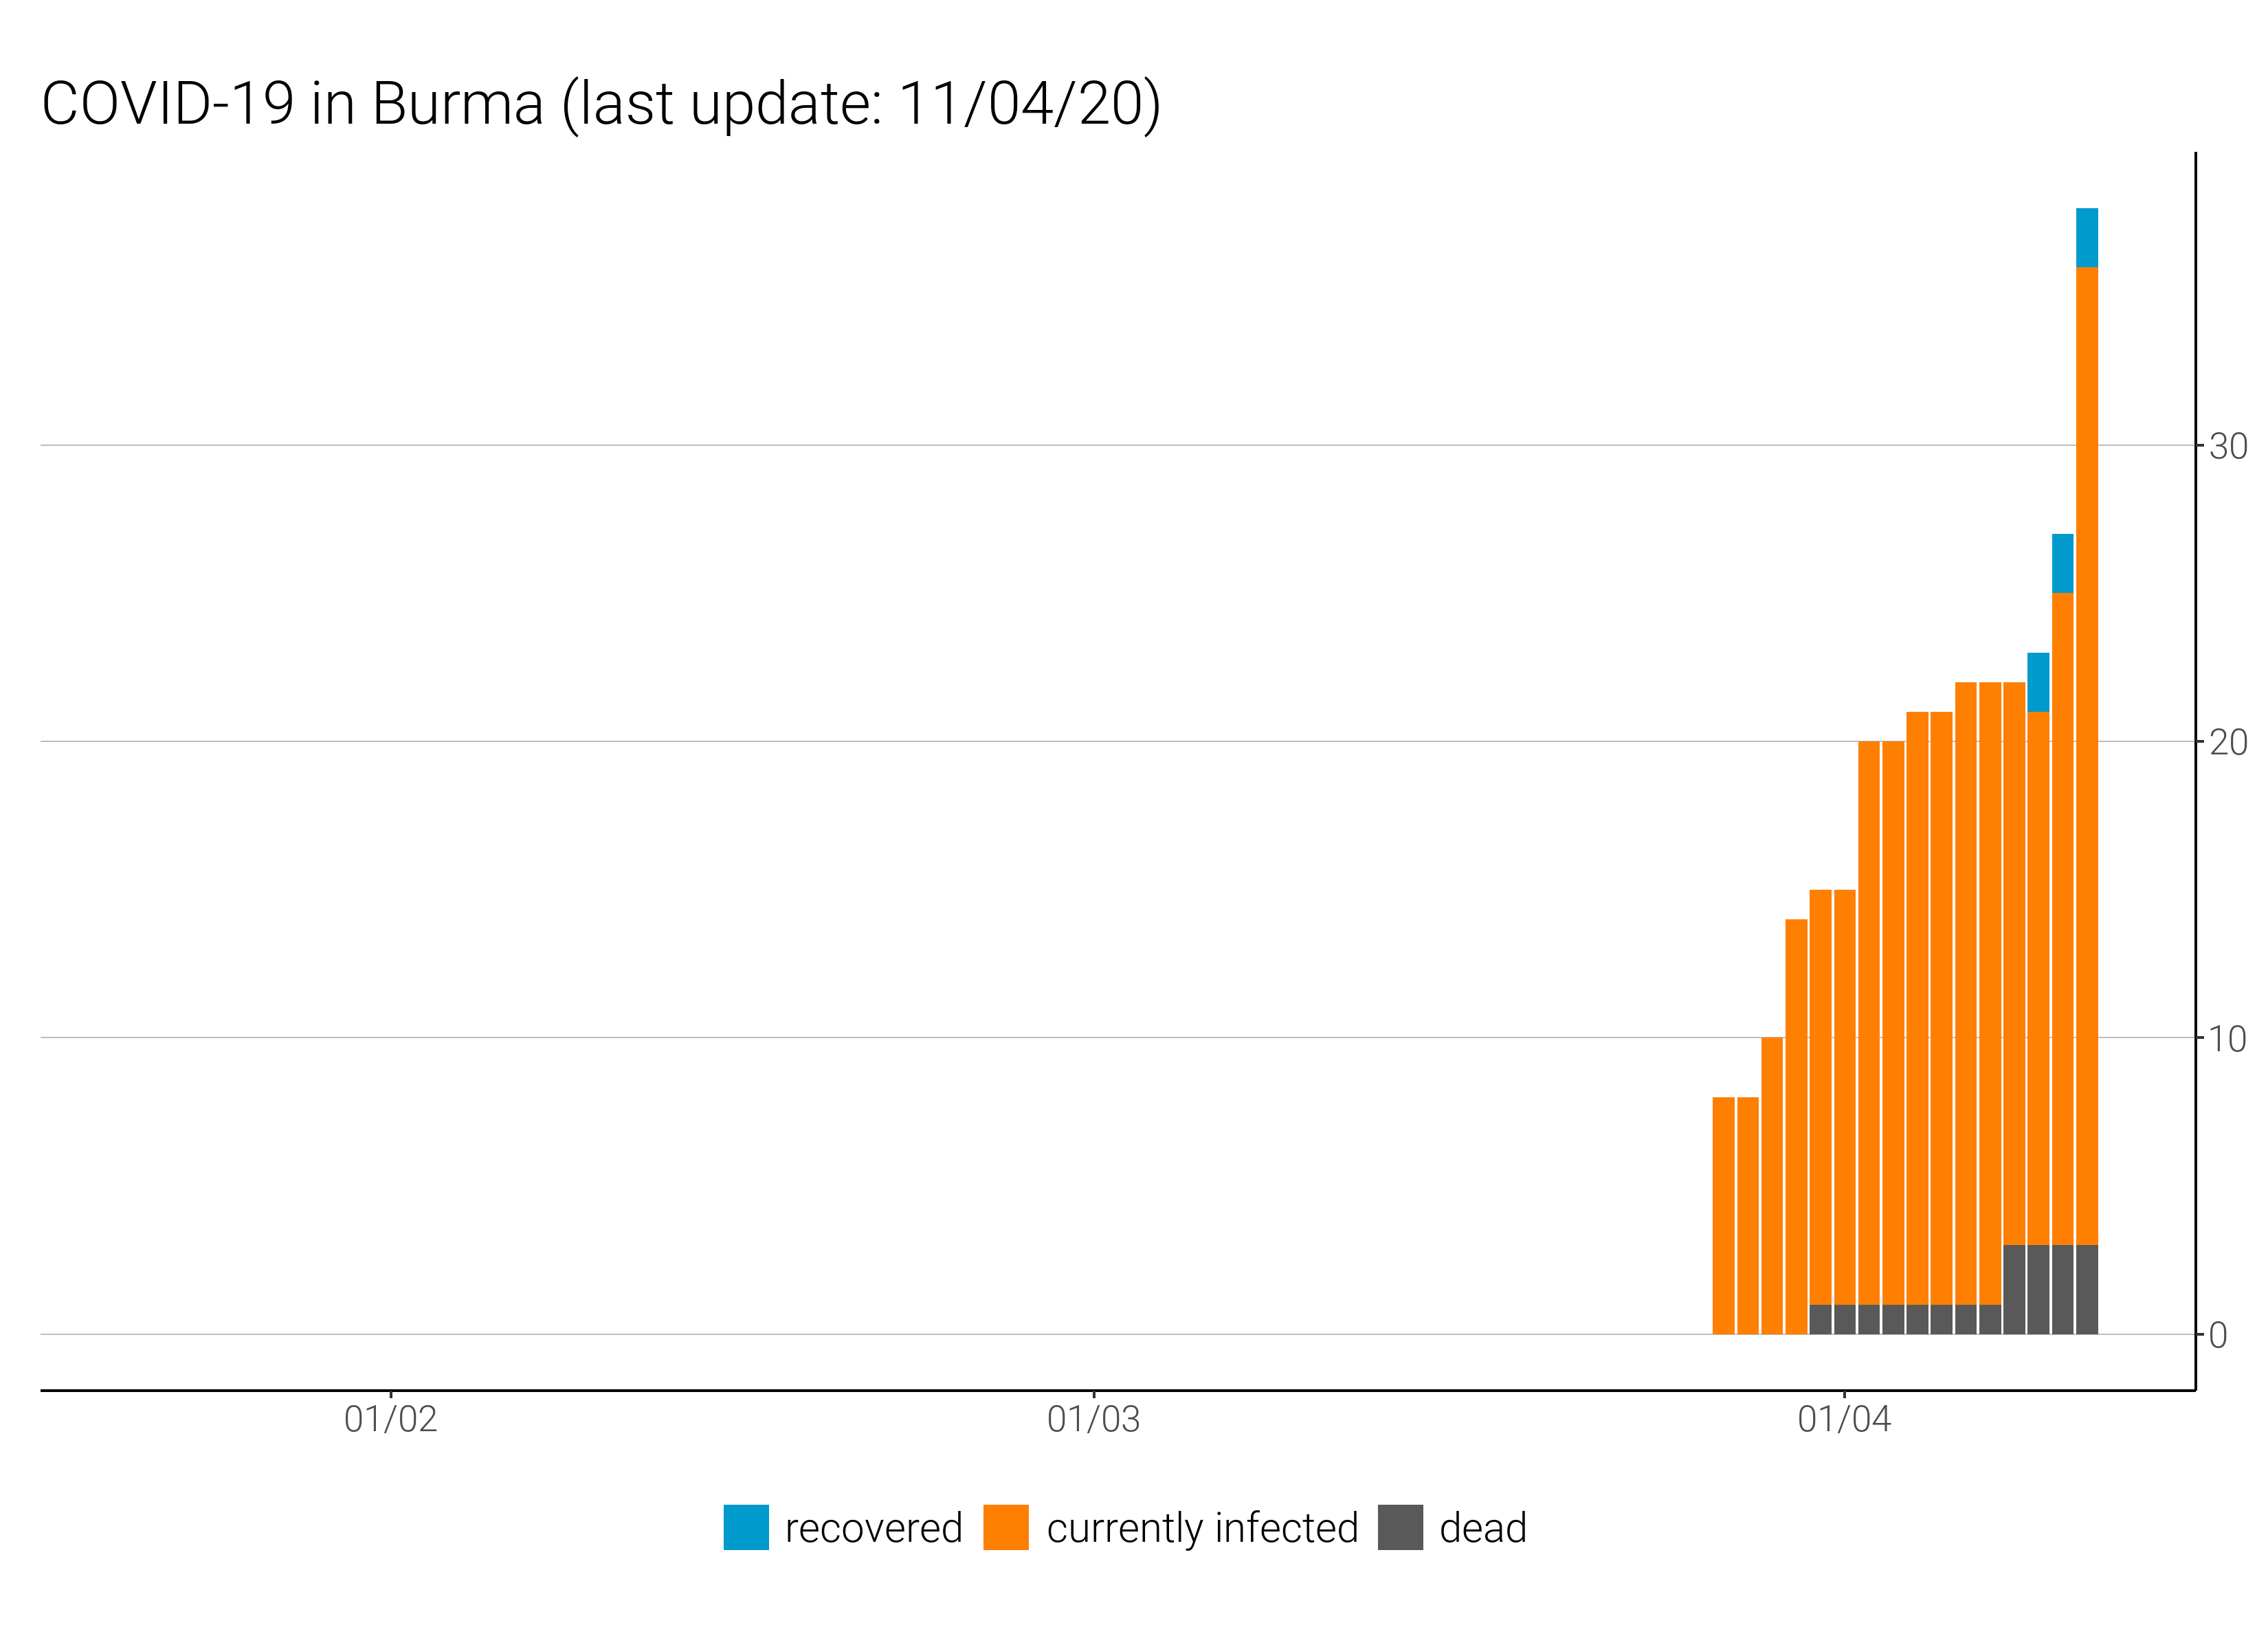 COVID-19 in Burma (last update: 11/04/20)
30
20
10
0
01/02 01/03 01/04
recovered currently infected dead